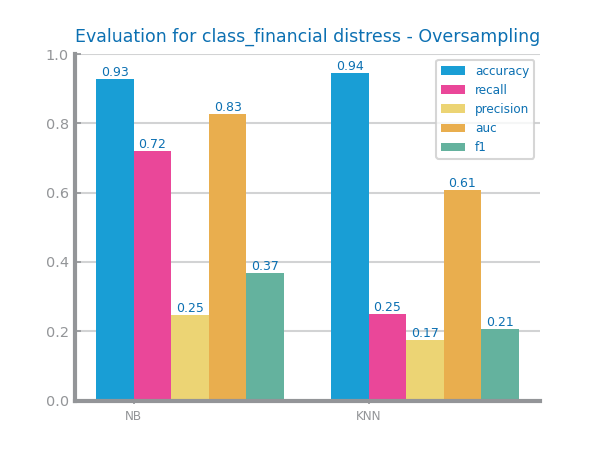 Evaluation for class_financial distress - Oversampling
1.0
0.8
0.6
0.4
0.2
0.0
0.93
0.72
0.25
0.83
0.37
0.94
0.25
0.17
0.61
0.21
accuracy
recall
precision
auc
f1
NB
KNN